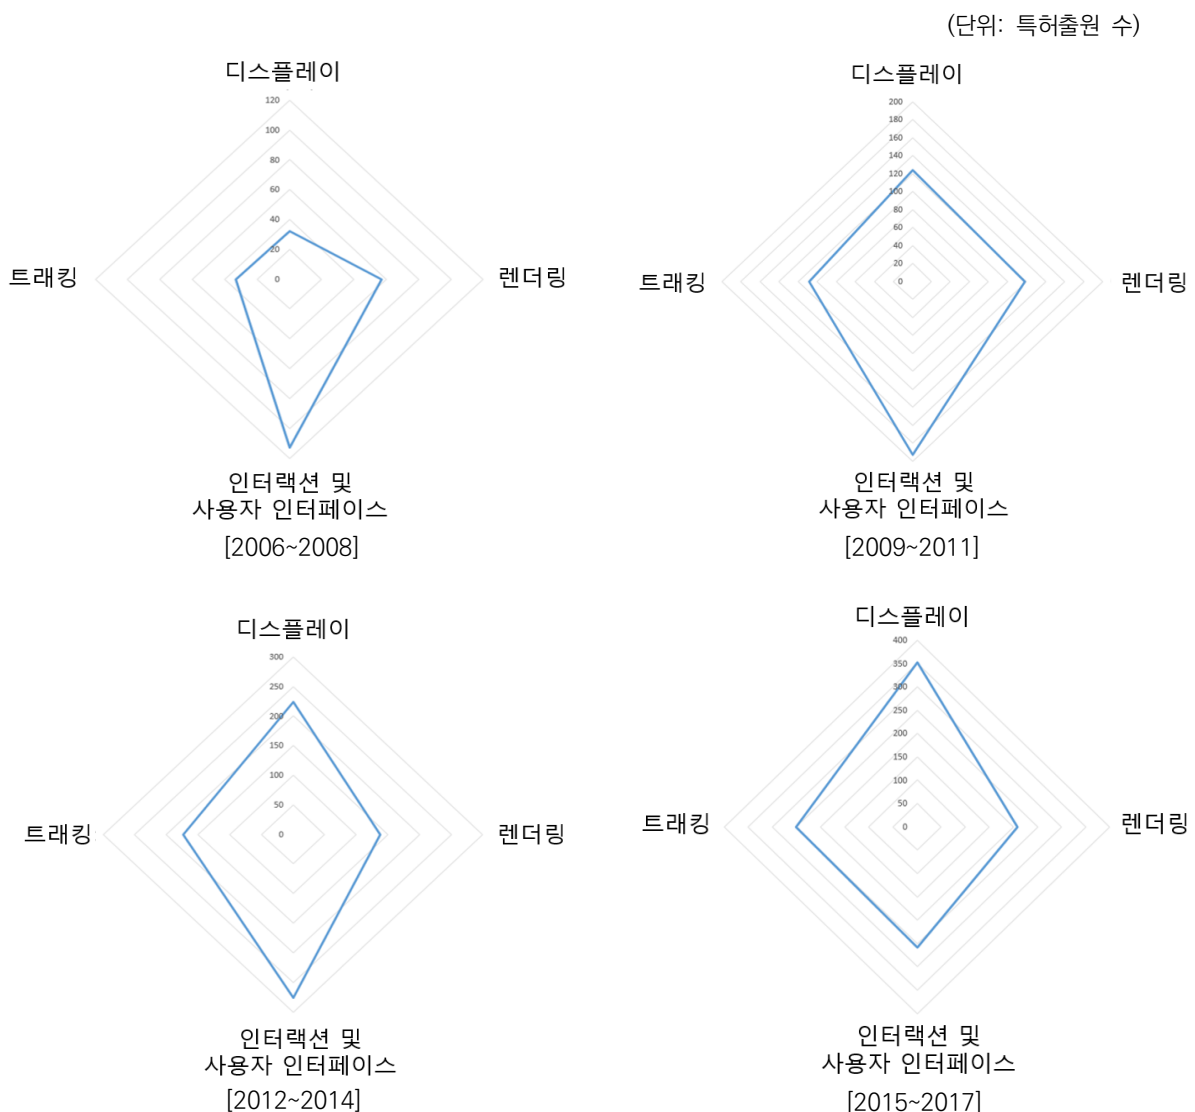 (단위: 특허출원 수)
디스플레이
120
100
80
60
40
20
0
트래킹
렌더링
인터랙션 및
사용자 인터페이스
[2006~2008]
디스플레이
200
180
160
140
120
100
80
60
40
20
0
트래킹
렌더링
인터랙션 및
사용자 인터페이스
[2009~2011]
디스플레이
300
250
200
150
100
50
0
트래킹
렌더링
인터랙션 및
사용자 인터페이스
[2012~2014]
디스플레이
400
350
300
250
200
150
100
50
0
트래킹
렌더링
인터랙션 및
사용자 인터페이스
[2015~2017]